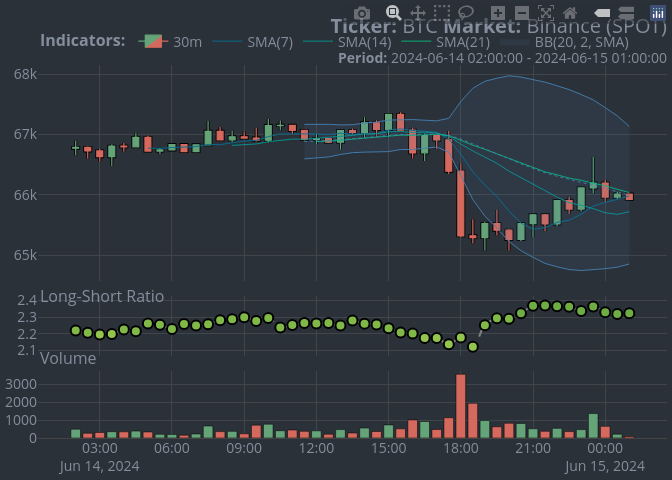 Ticker: BTC Market: Binance (SPOT)
Indicators: 30m SMA(7) SMA(14) SMA(21) BB(20, 2, SMA)
Period: 2024-06-14 02:00:00 - 2024-06-15 01:00:00
68k
67k
66k
65k
2.4 Long-Short Ratio
2.3
2.2
2.1
Volume
3000
2000
1000
0
03:00 06:00 09:00 12:00 15:00 18:00 21:00 00:00
Jun 14, 2024 Jun 15, 2024